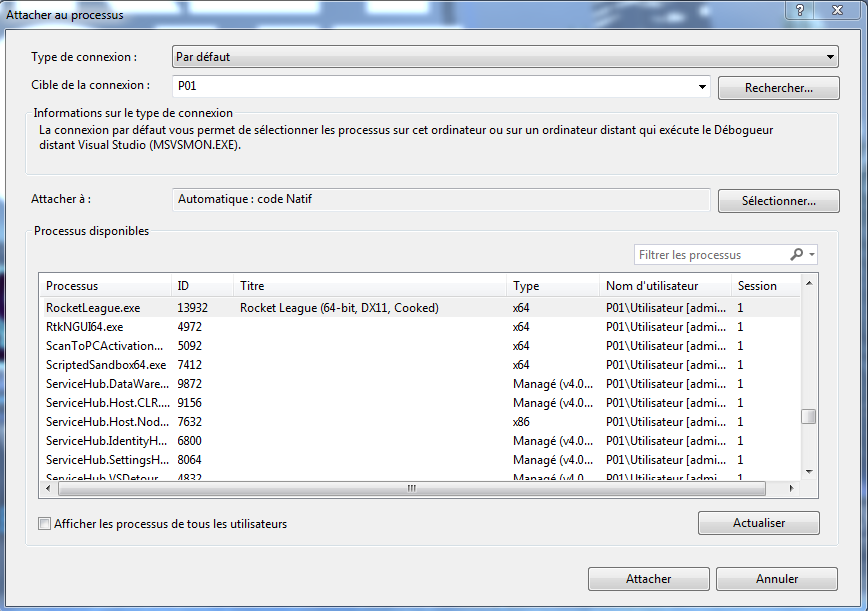 Attacher au processus
Type de connexion : Par défaut
Cible de la connexion : P01 Rechercher...
Informations sur le type de connexion
La connexion par défaut vous permet de sélectionner les processus sur cet ordinateur ou sur un ordinateur distant qui exécute le Débogueur
distant Visual Studio (MSVSMON.EXE).
Attacher à : Automatique : code Natif Sélectionner...
Processus disponibles
Filtrer les processus
Processus ID Titre Type Nom d'utilisateur Session
RocketLeague.exe 13932 Rocket League (64-bit, DX11, Cooked) x64 P01\Utilisateur [admi... 1
RtkNGUI64.exe 4972 x64 P01\Utilisateur [admi... 1
ScanToPCActivation... 5092 x64 P01\Utilisateur [admi... 1
ScriptedSandbox64.exe 7412 x64 P01\Utilisateur [admi... 1
ServiceHub.DataWare... 9872 Managé (v4.0... P01\Utilisateur [admi... 1
ServiceHub.Host.CLR.... 9156 Managé (v4.0... P01\Utilisateur [admi... 1
ServiceHub.Host.Nod... 7632 x86 P01\Utilisateur [admi... 1
ServiceHub.IdentityH... 6800 Managé (v4.0... P01\Utilisateur [admi... 1
ServiceHub.SettingsH... 8064 Managé (v4.0... P01\Utilisateur [admi... 1
ServiceHub.VSDetour... 4832 Managé (v4.0... P01\Utilisateur [admi... 1
Afficher les processus de tous les utilisateurs
Actualiser
Attacher Annuler